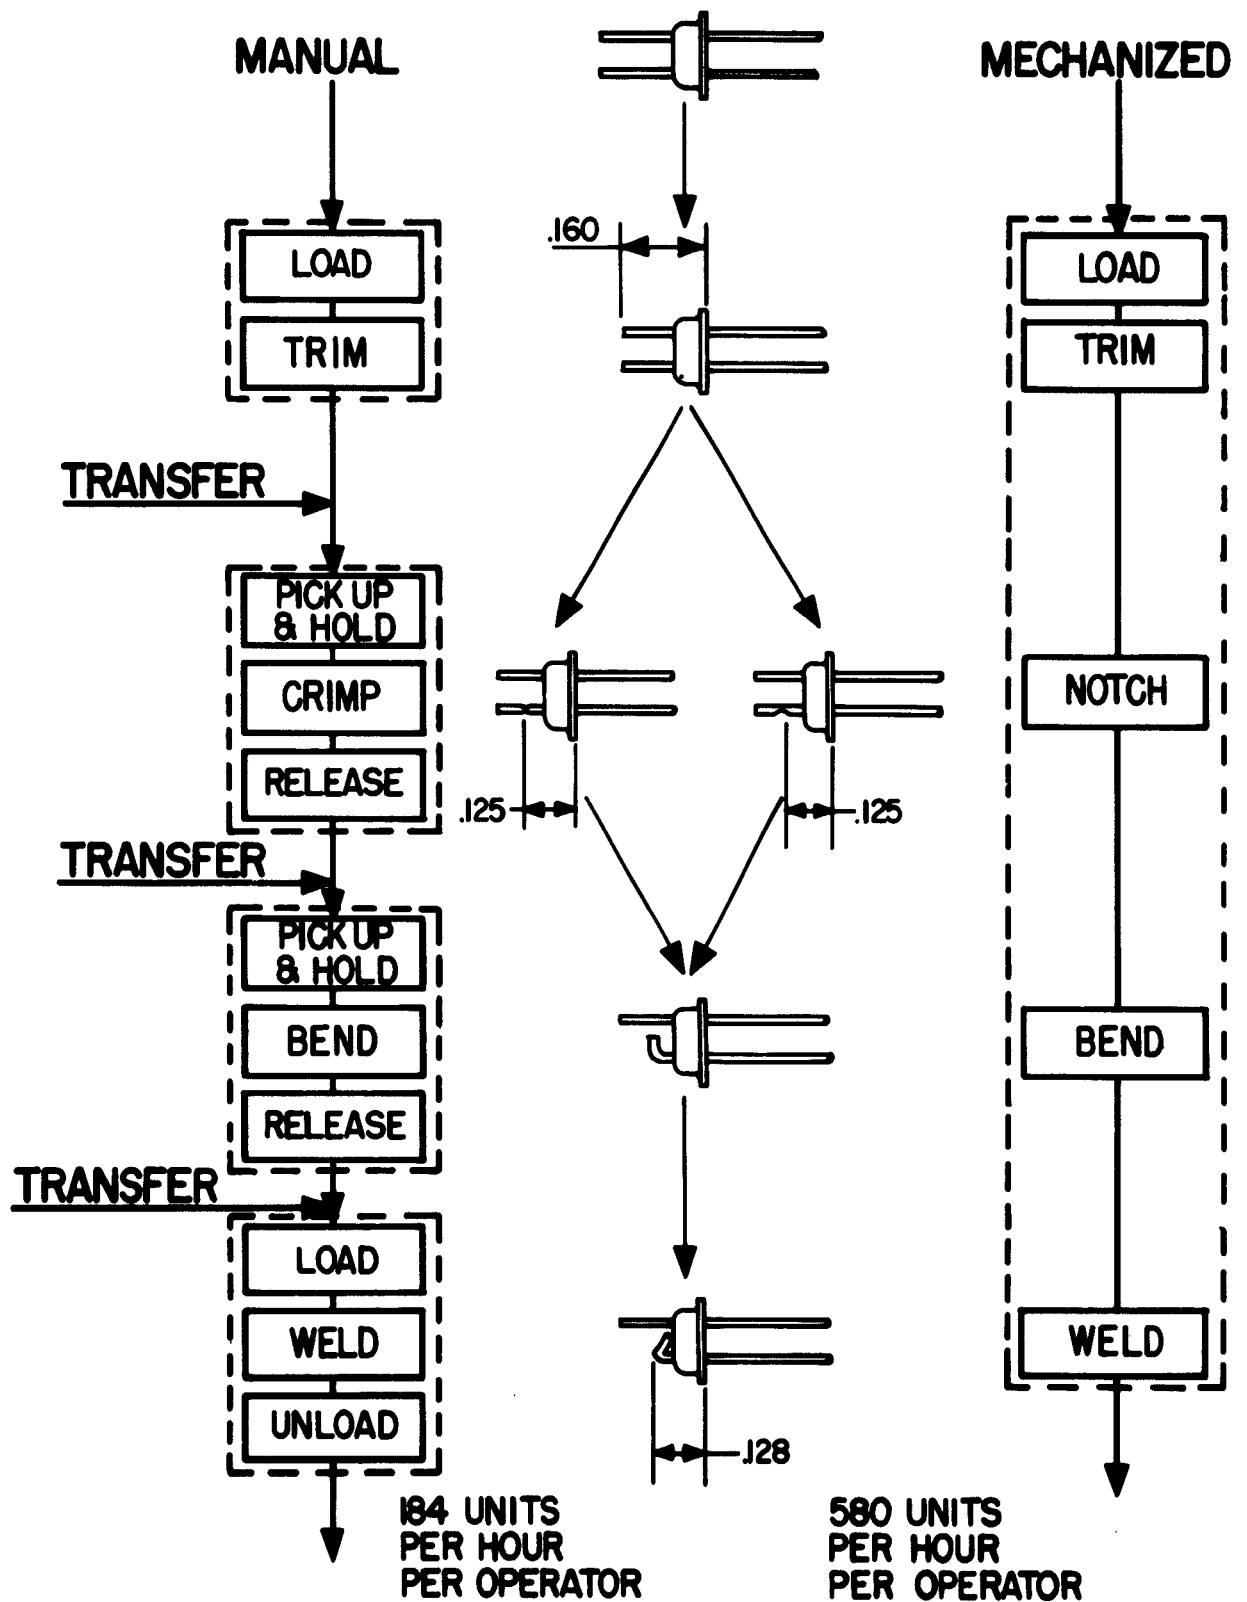 MANUAL
MECHANIZED
.160
LOAD
TRIM
LOAD
TRIM
TRANSFER
PICK UP
& HOLD
CRIMP
RELEASE
NOTCH
.125
.125
TRANSFER
PICK UP
& HOLD
BEND
RELEASE
BEND
TRANSFER
LOAD
WELD
UNLOAD
WELD
.128
184 UNITS
PER HOUR
PER OPERATOR
580 UNITS
PER HOUR
PER OPERATOR